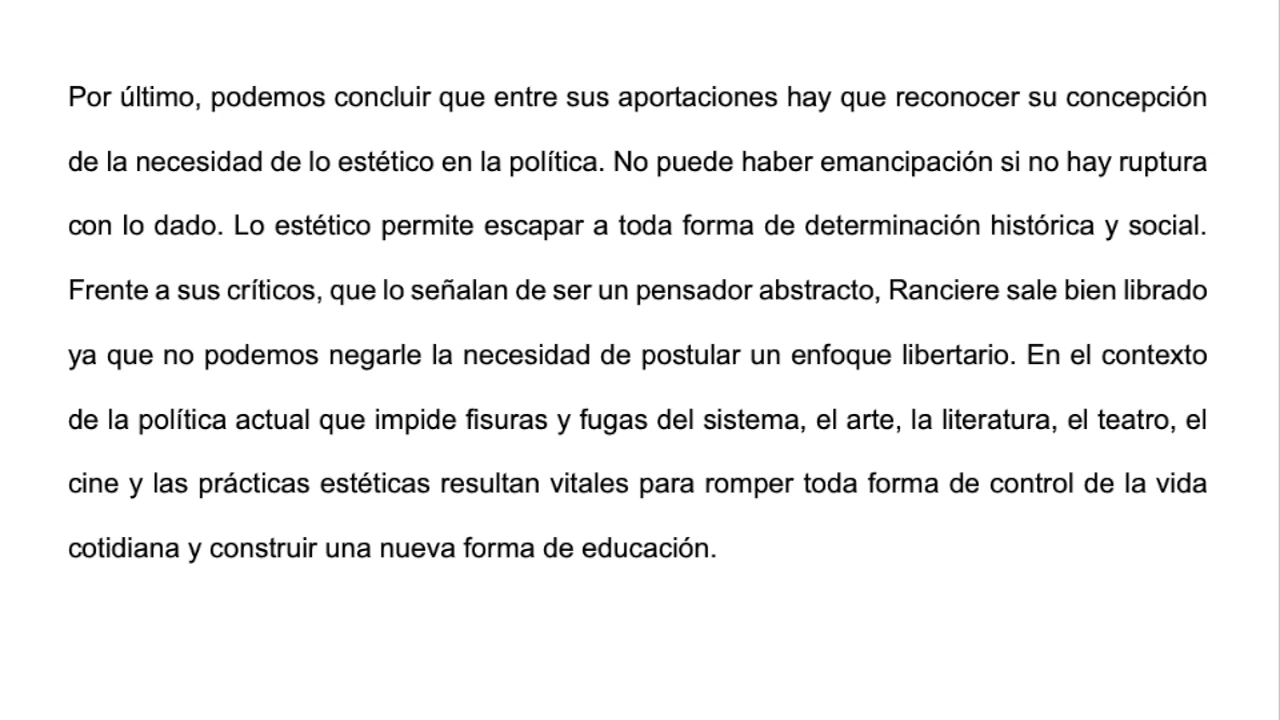 Por último, podemos concluir que entre sus aportaciones hay que reconocer su concepción
de la necesidad de lo estético en la política. No puede haber emancipación si no hay ruptura
con lo dado. Lo estético permite escapar a toda forma de determinación histórica y social.
Frente a sus críticos, que lo señalan de ser un pensador abstracto, Ranciere sale bien librado
ya que no podemos negarle la necesidad de postular un enfoque libertario. En el contexto
de la política actual que impide fisuras y fugas del sistema, el arte, la literatura, el teatro, el
cine y las prácticas estéticas resultan vitales para romper toda forma de control de la vida
cotidiana y construir una nueva forma de educación.